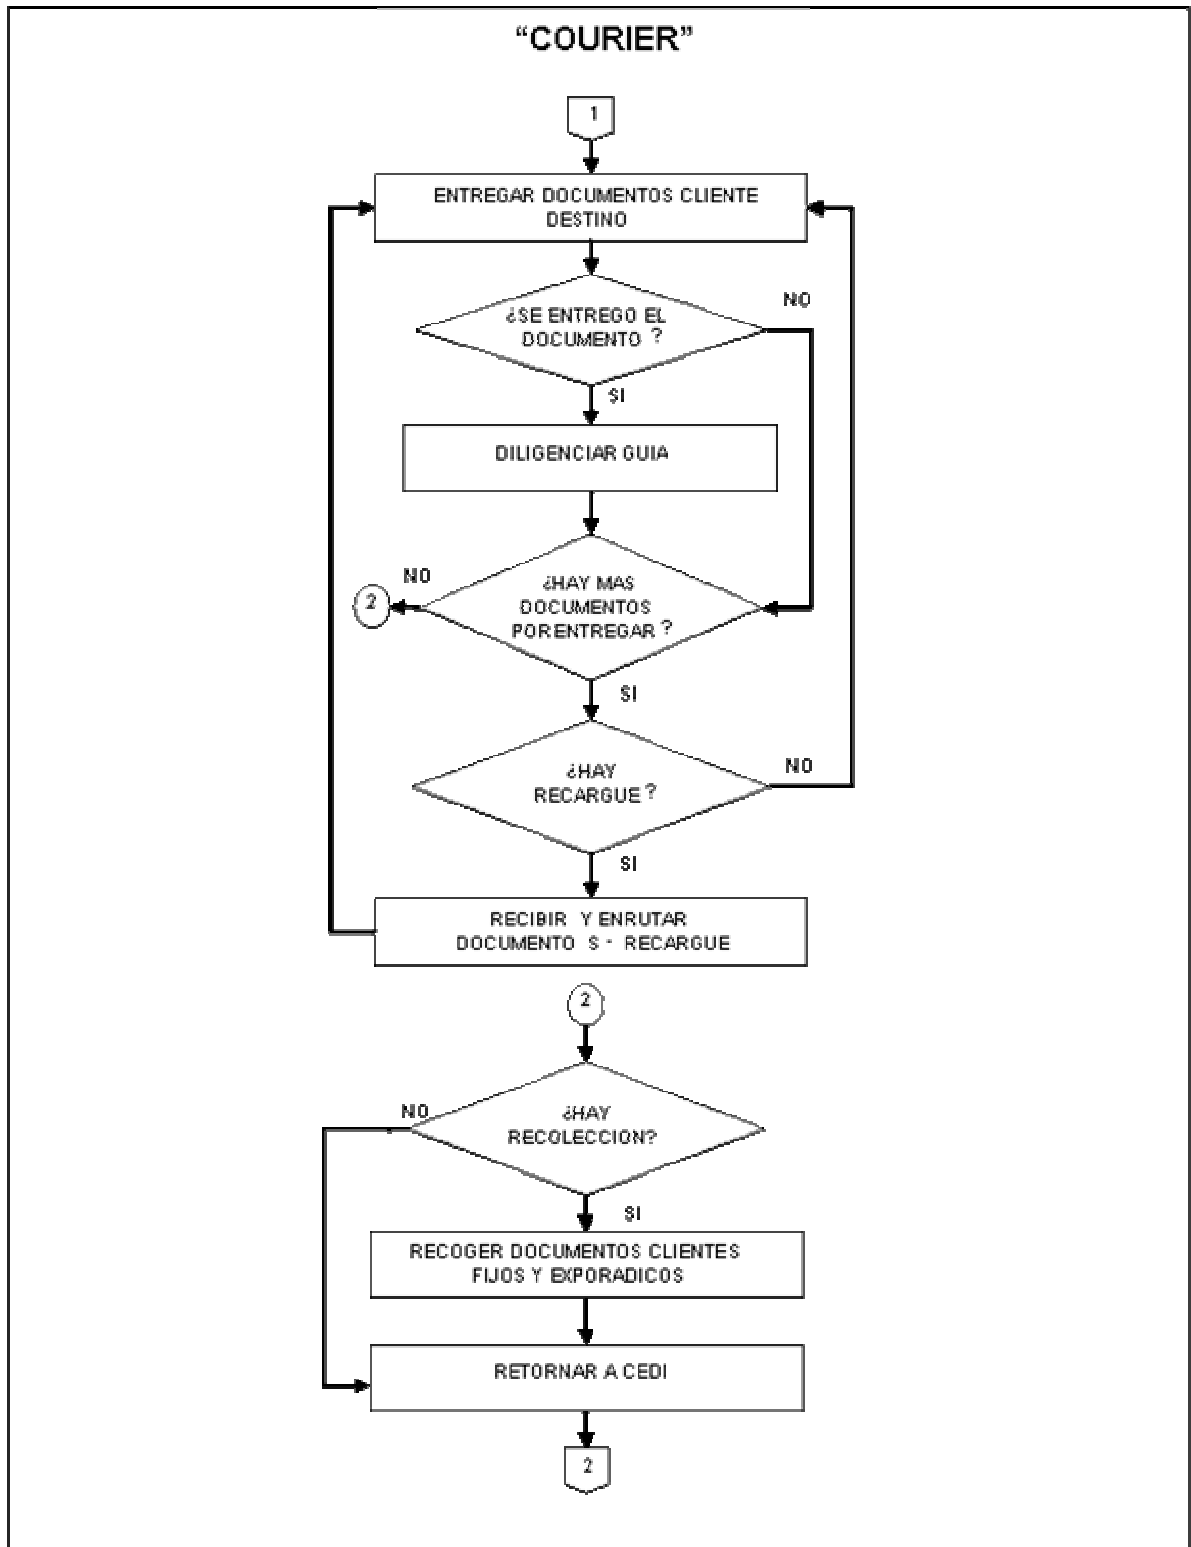 “COURIER”
1
ENTREGAR DOCUMENTOS CLIENTE
DESTINO
NO
¿SE ENTREGO EL
DOCUMENTO ?
SI
DILIGENCIAR GUIA
NO
2
¿HAY MAS
DOCUMENTOS
POR ENTREGAR ?
SI
¿HAY
RECARGUE ?
NO
SI
RECIBIR Y ENRUTAR
DOCUMENTO S - RECARGUE
2
NO
¿HAY
RECOLECCION?
SI
RECOGER DOCUMENTOS CLIENTES
FIJOS Y EXPORADICOS
RETORNAR A CEDI
2